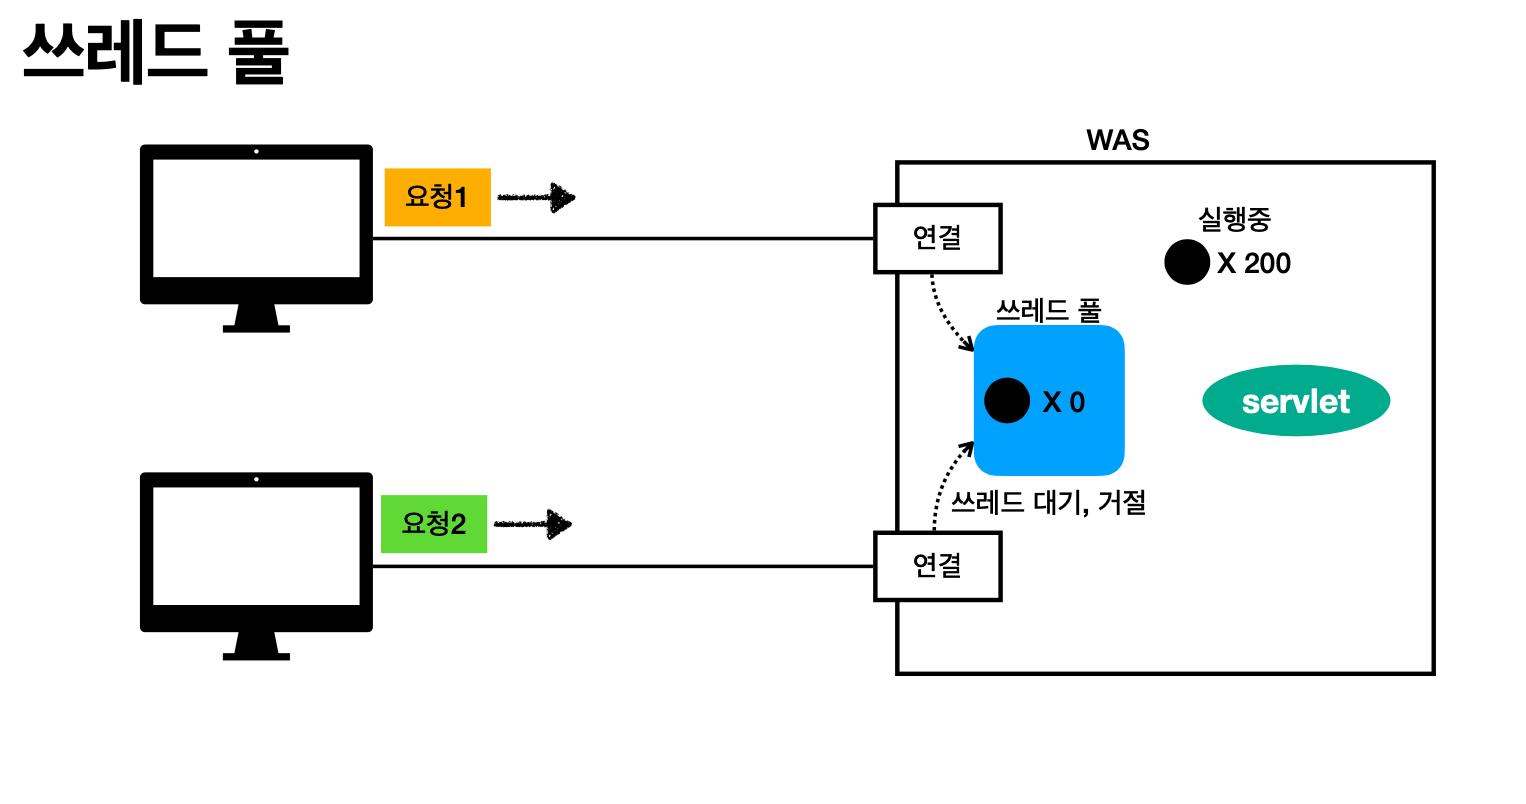 쓰레드 풀
WAS
요청1
연결
실행중
X 200
쓰레드 풀
X 0
servlet
쓰레드 대기, 거절
요청2
연결